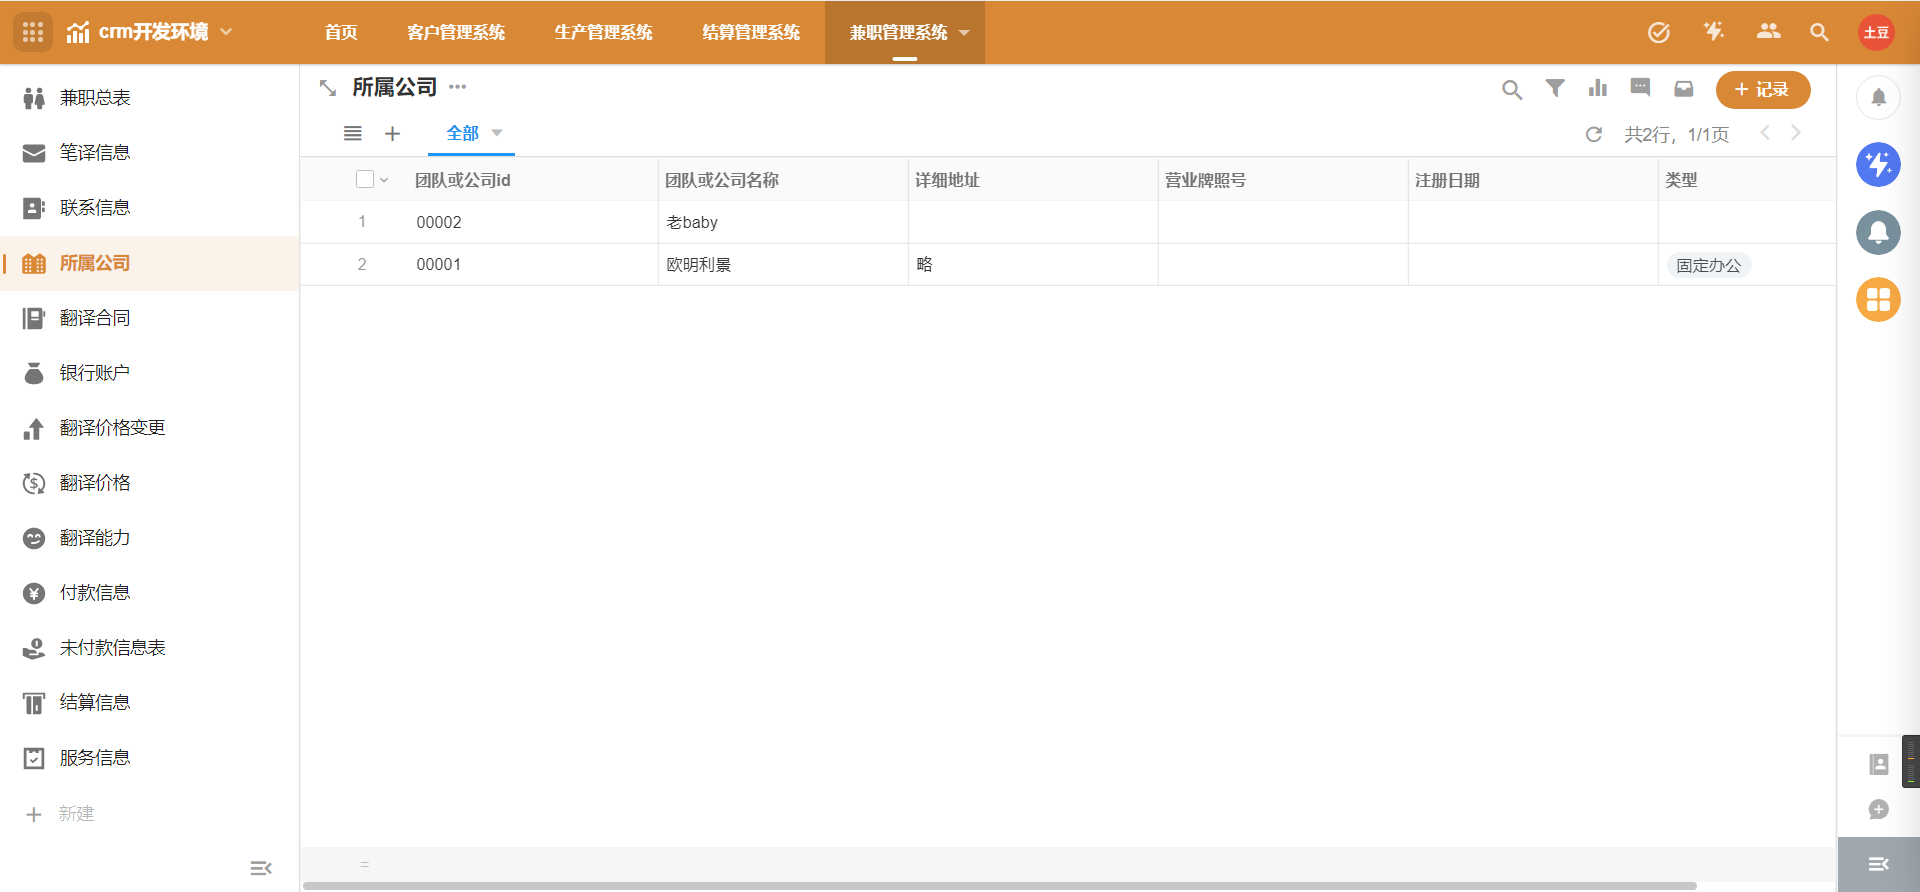 crm开发环境
首页
客户管理系统
生产管理系统
结算管理系统
兼职管理系统
土豆
兼职总表
笔译信息
联系信息
所属公司
翻译合同
银行账户
翻译价格变更
翻译价格
翻译能力
付款信息
未付款信息表
结算信息
服务信息
+ 新建
所属公司 ···
+ 记录
全部
共2行, 1/1页
团队或公司id 团队或公司名称 详细地址 营业牌照号 注册日期 类型
1 00002 老baby
2 00001 欧明利景 略 固定办公
=